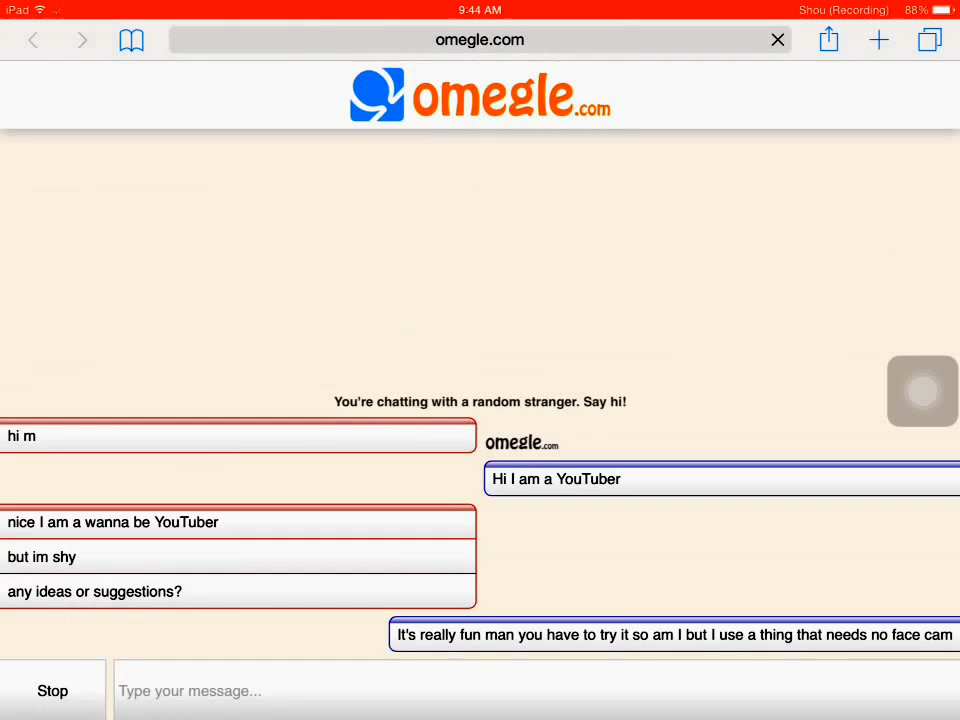 iPad 9:44 AM Shou (Recording) 88%
omegle.com
omegle.com
You're chatting with a random stranger. Say hi!
hi m
omegle.com
Hi I am a YouTuber
nice I am a wanna be YouTuber
but im shy
any ideas or suggestions?
It's really fun man you have to try it so am I but I use a thing that needs no face cam
Stop
Type your message...